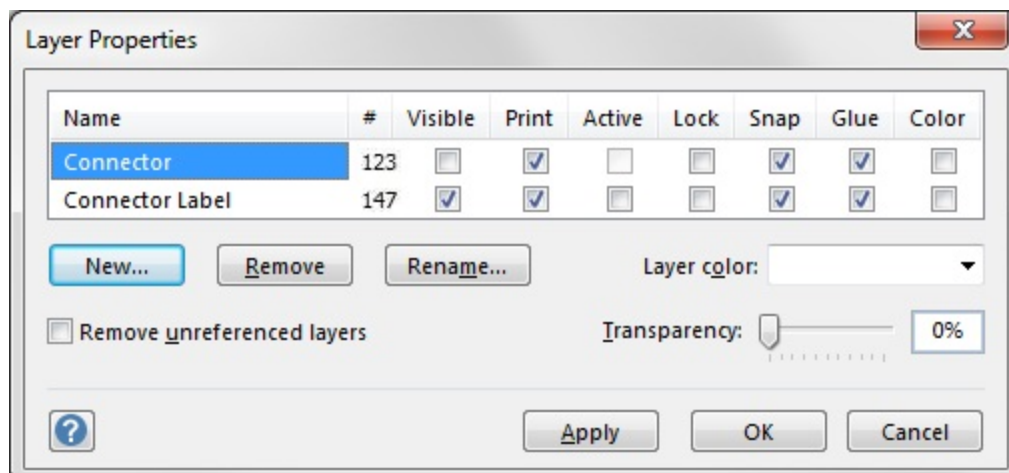 Layer Properties
Name # Visible Print Active Lock Snap Glue Color
Connector 123
Connector Label 147
New... Remove Rename... Layer color:
Remove unreferenced layers Transparency: 0%
? Apply OK Cancel